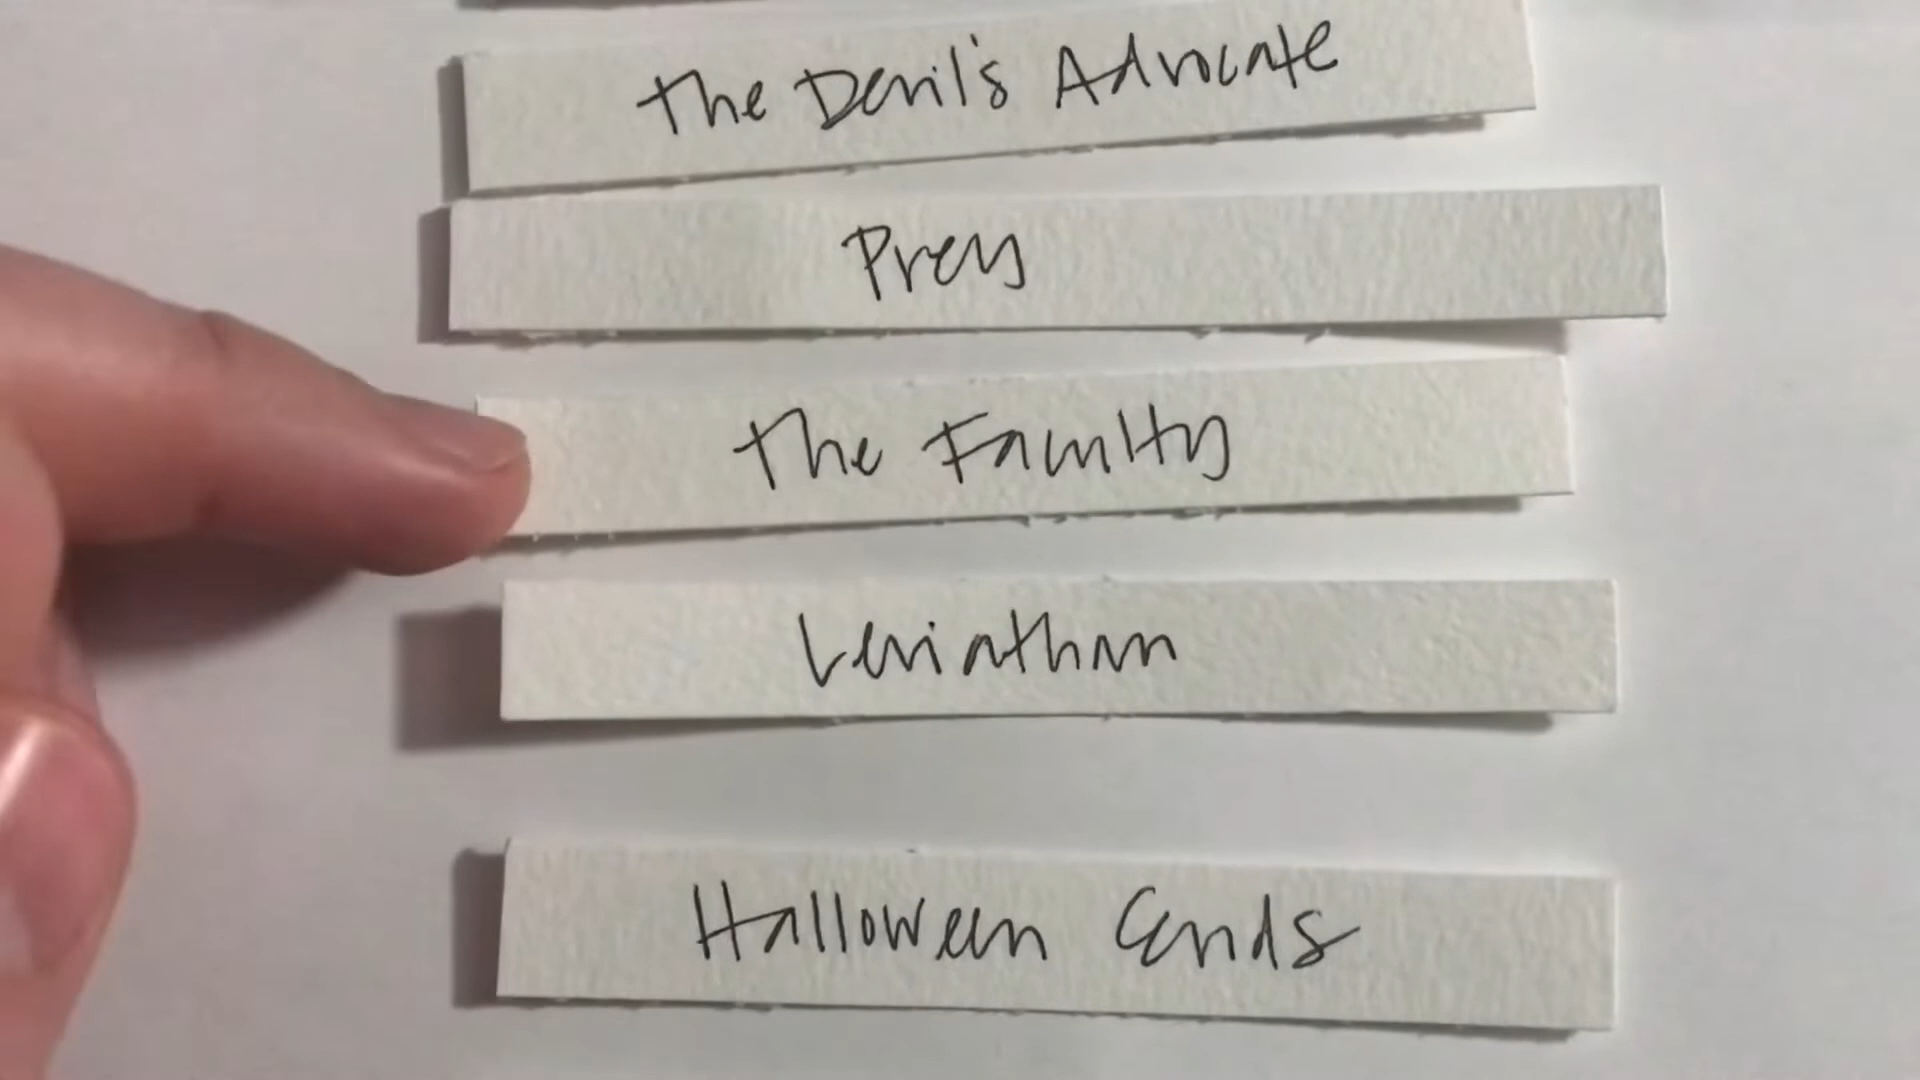 The Devil's Advocate
Prey
The Faculty
Leviathan
Halloween Ends